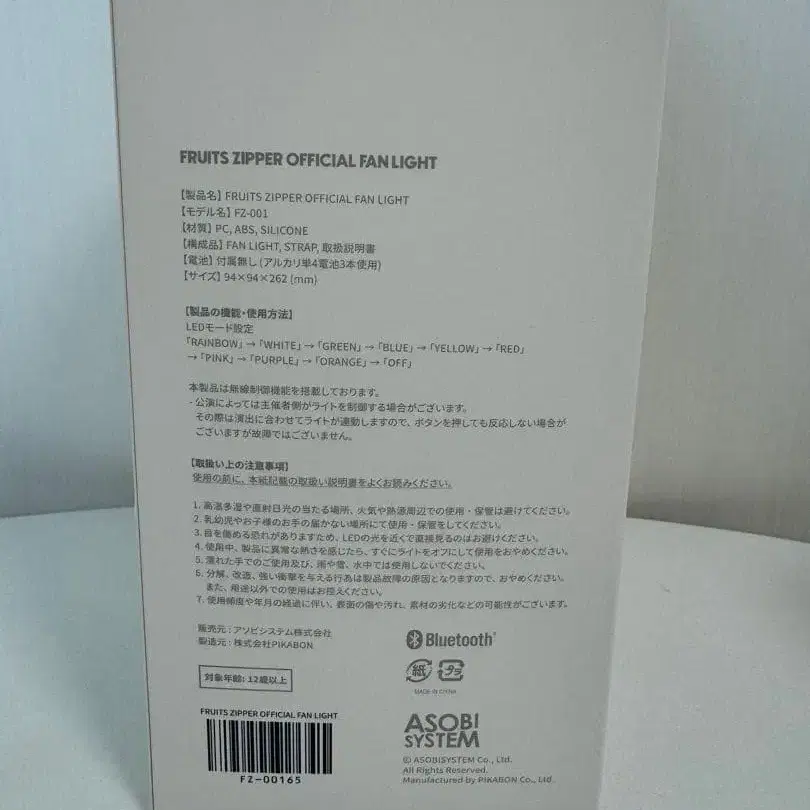 FRUITS ZIPPER OFFICIAL FAN LIGHT
【製品名】 FRUITS ZIPPER OFFICIAL FAN LIGHT
【モデル名】 FZ-001
【材質】 PC, ABS, SILICONE
【構成品】 FAN LIGHT, STRAP, 取扱説明書
【電池】 付属無し (アルカリ単4電池3本使用)
【サイズ】 94×94×262 (mm)
【製品の機能・使用方法】
LEDモード設定
「RAINBOW」 → 「WHITE」 → 「GREEN」 → 「BLUE」 → 「YELLOW」 → 「RED」
→ 「PINK」 → 「PURPLE」 → 「ORANGE」 → 「OFF」
本製品は無線制御機能を搭載しております。
- 公演によっては主催者側がライトを制御する場合がございます。
その際は演出に合わせてライトが連動しますので、ボタンを押しても反応しない場合が
ございますが故障ではございません。
【取扱い上の注意事項】
使用の前に、本紙記載の取扱い説明書をよくお読みください。
1. 高温多湿や直射日光の当たる場所、火気や熱源周辺での使用・保管は避けてください。
2. 乳幼児やお子様のお手の届かない場所にて使用・保管をしてください。
3. 目を傷める恐れがありますため、LEDの光を近くで直接見るのはお避けください。
4. 使用中、製品に異常な熱さを感じたら、すぐにライトをオフにして使用をおやめください。
5. 濡れた手でのご使用及び、雨や雪、水中では使用しないでください。
6. 分解、改造、強い衝撃を与える行為は製品故障の原因となりますので、おやめください。
また、用途以外での使用はお控えください。
7. 使用頻度や年月の経過に伴い、表面の傷や汚れ、素材の劣化などの可能性がございます。
販売元 : アソビシステム株式会社
製造元 : 株式会社PIKABON
Bluetooth®
紙 プラ
MADE IN CHINA
対象年齢: 12歳以上
FRUITS ZIPPER OFFICIAL FAN LIGHT
FZ-00165
ASOBI
SYSTEM
© ASOBISYSTEM Co., Ltd.
All Rights Reserved.
Manufactured by PIKABON Co., Ltd.